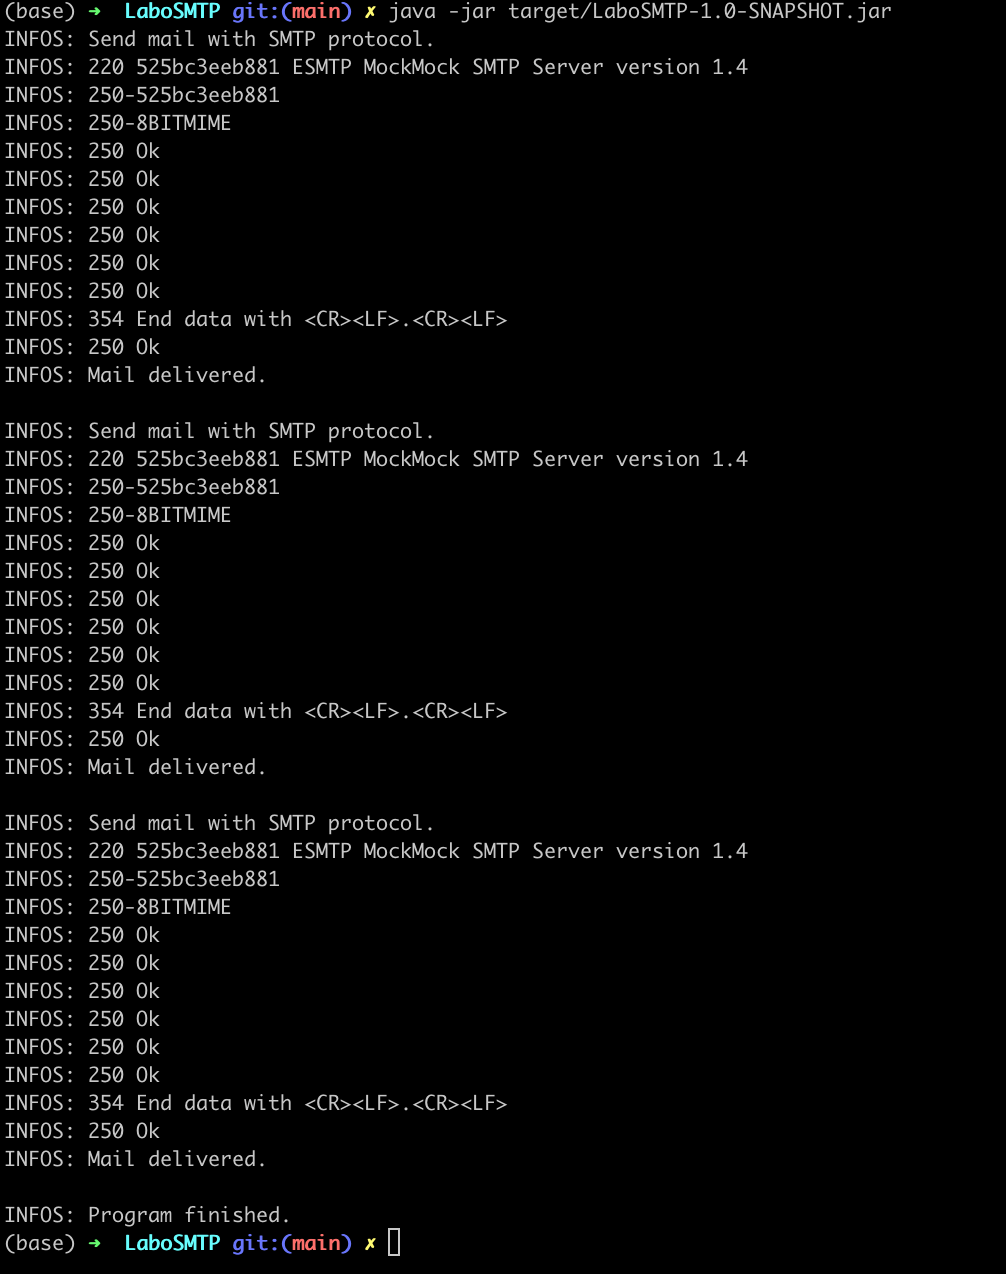 (base) ➜  LaboSMTP git:(main) ✗ java -jar target/LaboSMTP-1.0-SNAPSHOT.jar
INFOS: Send mail with SMTP protocol.
INFOS: 220 525bc3eeb881 ESMTP MockMock SMTP Server version 1.4
INFOS: 250-525bc3eeb881
INFOS: 250-8BITMIME
INFOS: 250 Ok
INFOS: 250 Ok
INFOS: 250 Ok
INFOS: 250 Ok
INFOS: 250 Ok
INFOS: 250 Ok
INFOS: 354 End data with <CR><LF>.<CR><LF>
INFOS: 250 Ok
INFOS: Mail delivered.

INFOS: Send mail with SMTP protocol.
INFOS: 220 525bc3eeb881 ESMTP MockMock SMTP Server version 1.4
INFOS: 250-525bc3eeb881
INFOS: 250-8BITMIME
INFOS: 250 Ok
INFOS: 250 Ok
INFOS: 250 Ok
INFOS: 250 Ok
INFOS: 250 Ok
INFOS: 250 Ok
INFOS: 354 End data with <CR><LF>.<CR><LF>
INFOS: 250 Ok
INFOS: Mail delivered.

INFOS: Send mail with SMTP protocol.
INFOS: 220 525bc3eeb881 ESMTP MockMock SMTP Server version 1.4
INFOS: 250-525bc3eeb881
INFOS: 250-8BITMIME
INFOS: 250 Ok
INFOS: 250 Ok
INFOS: 250 Ok
INFOS: 250 Ok
INFOS: 250 Ok
INFOS: 250 Ok
INFOS: 354 End data with <CR><LF>.<CR><LF>
INFOS: 250 Ok
INFOS: Mail delivered.

INFOS: Program finished.
(base) ➜  LaboSMTP git:(main) ✗